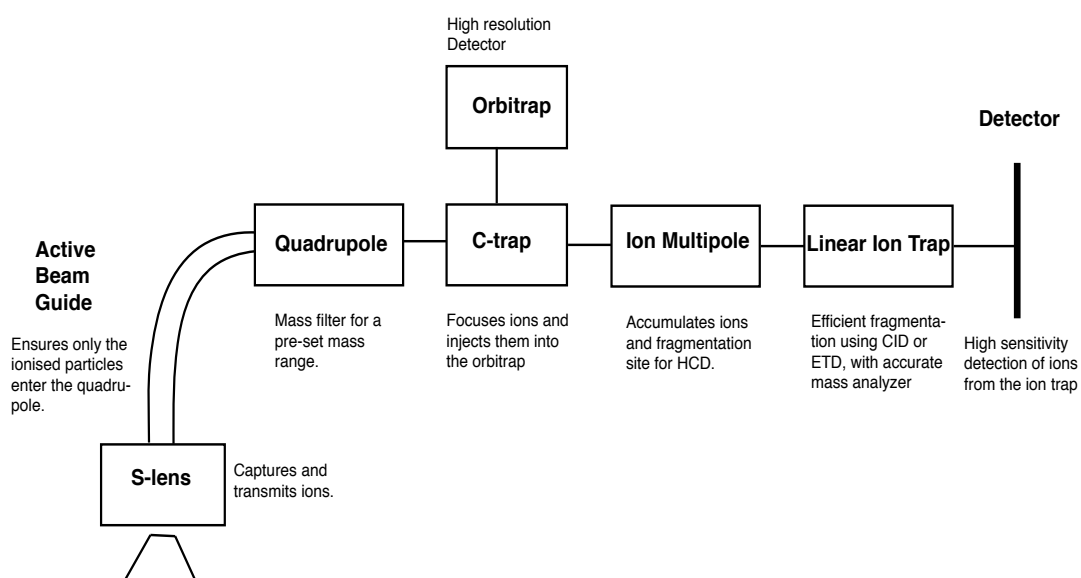 High resolution
Detector
Orbitrap
Detector
Active
Beam
Guide
Quadrupole
C-trap
Ion Multipole
Linear Ion Trap
Ensures only the
ionised particles
enter the quadru-
pole.
Mass filter for a
pre-set mass
range.
Focuses ions and
injects them into
the orbitrap
Accumulates ions
and fragmentation
site for HCD.
Efficient fragmenta-
tion using CID or
ETD, with accurate
mass analyzer
High sensitivity
detection of ions
from the ion trap
S-lens
Captures and
transmits ions.